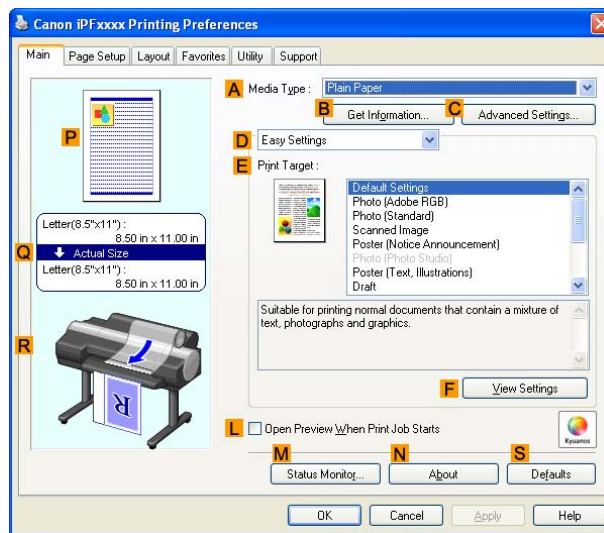 Canon iPFxxxx Printing Preferences
Main Page Setup Layout Favorites Utility Support
A Media Type : Plain Paper
B Get Information... C Advanced Settings...
D Easy Settings
E Print Target :
Default Settings
Photo (Adobe RGB)
Photo (Standard)
Scanned Image
Poster (Notice Announcement)
Photo (Photo Studio)
Poster (Text, Illustrations)
Draft
Suitable for printing normal documents that contain a mixture of
text, photographs and graphics.
F View Settings
P
Q
Letter(8.5"x11") :
8.50 in x 11.00 in
Actual Size
Letter(8.5"x11") :
8.50 in x 11.00 in
R
R
L Open Preview When Print Job Starts
Kyuanos
M Status Monitor... N About S Defaults
OK Cancel Apply Help